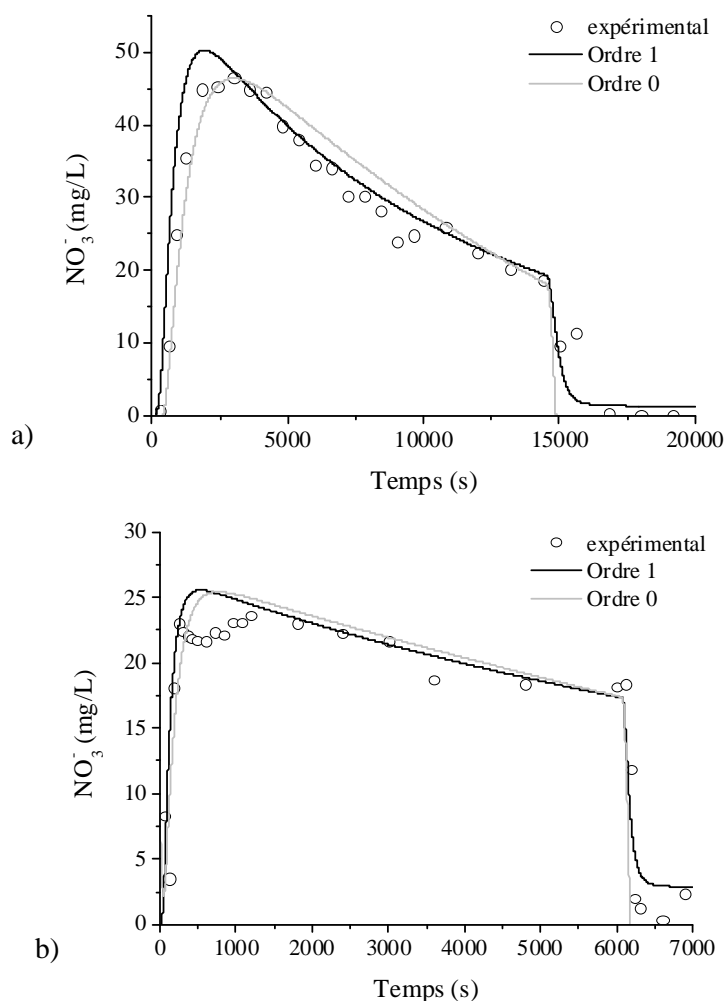 expérimental
Ordre 1
Ordre 0
50
40
30
20
10
0
NO3- (mg/L)
0 5000 10000 15000 20000
Temps (s)
a)
expérimental
Ordre 1
Ordre 0
30
25
20
15
10
5
0
NO3- (mg/L)
0 1000 2000 3000 4000 5000 6000 7000
Temps (s)
b)